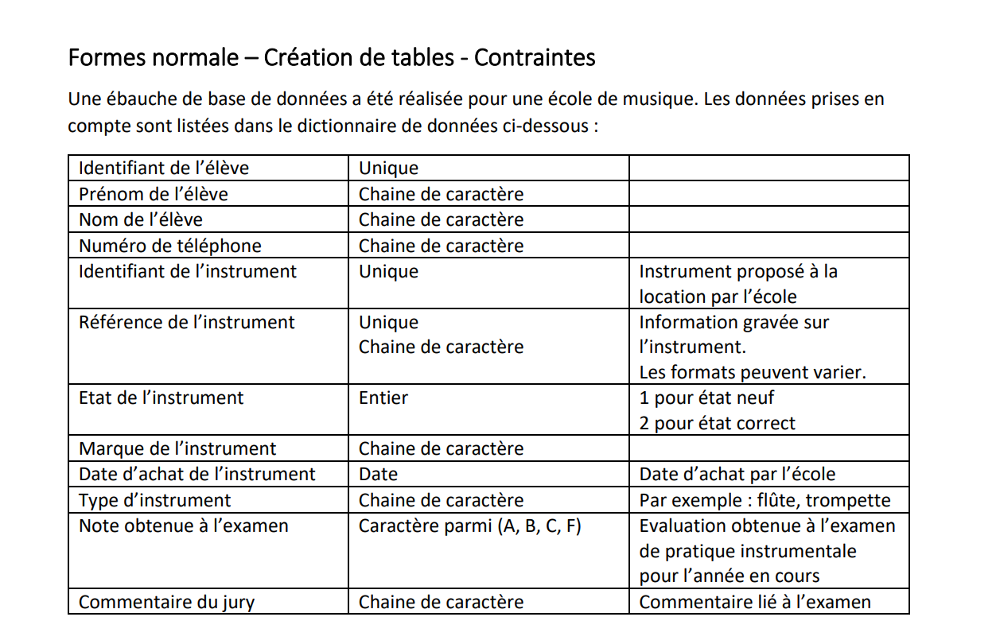 Formes normale – Création de tables - Contraintes
Une ébauche de base de données a été réalisée pour une école de musique. Les données prises en
compte sont listées dans le dictionnaire de données ci-dessous :
Identifiant de l’élève Unique
Prénom de l’élève Chaine de caractère
Nom de l’élève Chaine de caractère
Numéro de téléphone Chaine de caractère
Identifiant de l’instrument Unique Instrument proposé à la
location par l’école
Référence de l’instrument Unique Information gravée sur
Chaine de caractère l’instrument.
Les formats peuvent varier.
Etat de l’instrument Entier 1 pour état neuf
2 pour état correct
Marque de l’instrument Chaine de caractère
Date d’achat de l’instrument Date Date d’achat par l’école
Type d’instrument Chaine de caractère Par exemple : flûte, trompette
Note obtenue à l’examen Caractère parmi (A, B, C, F) Evaluation obtenue à l’examen
de pratique instrumentale
pour l’année en cours
Commentaire du jury Chaine de caractère Commentaire lié à l’examen